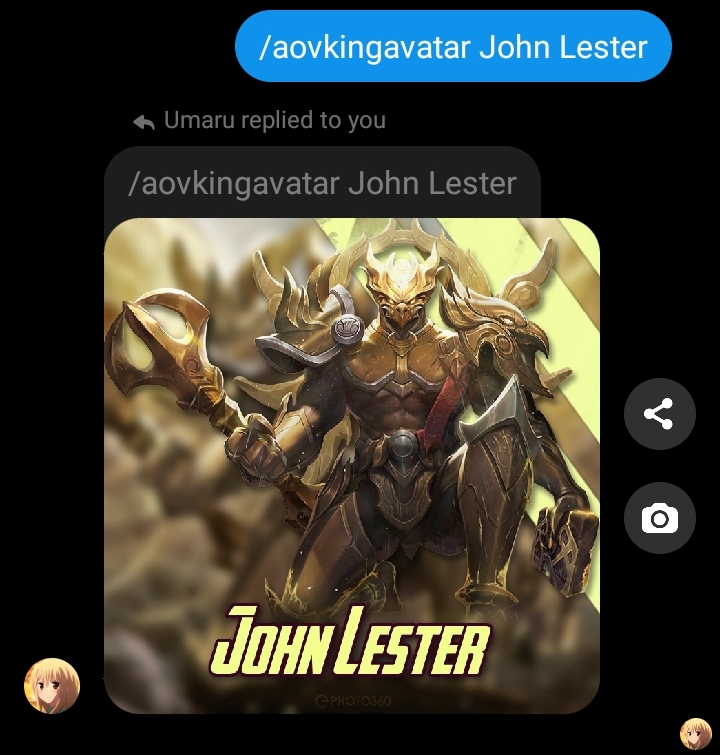 /aovkingavatar John Lester
Umaru replied to you
/aovkingavatar John Lester
JOHN LESTER
PHOTO360